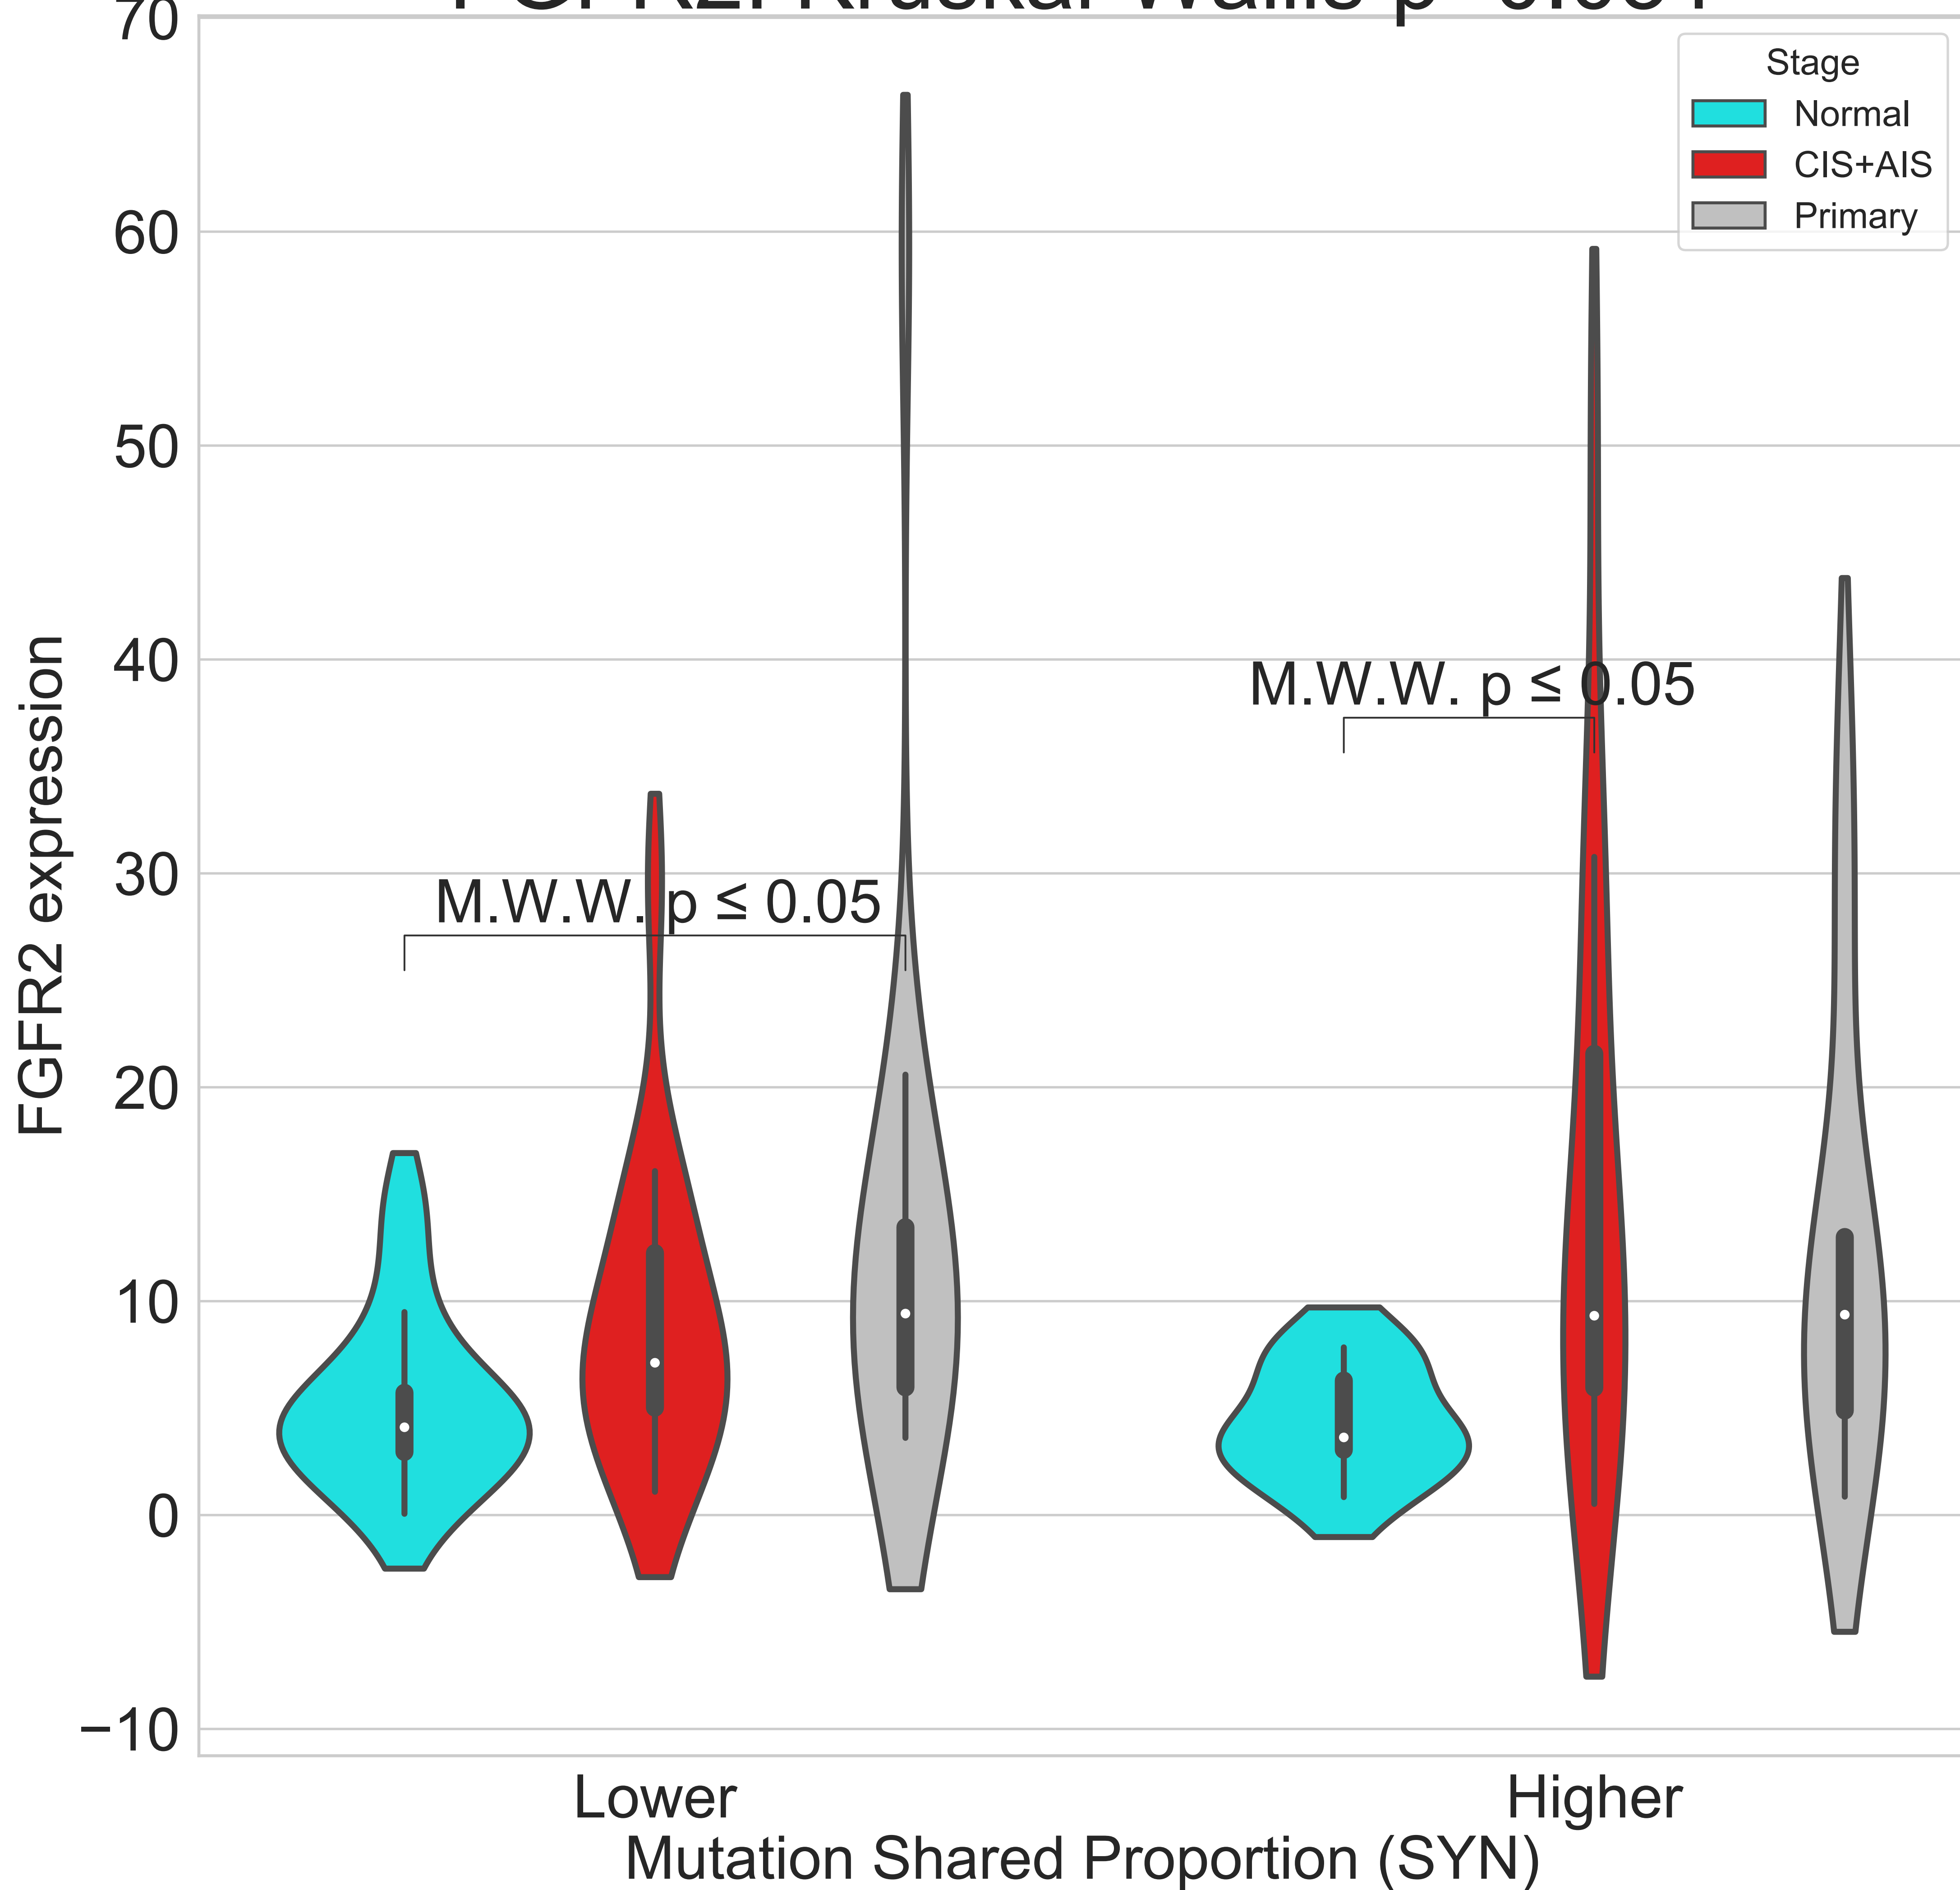 70
60
50
40
30
20
10
0
−10
FGFR2 expression
Stage
Normal
CIS+AIS
Primary
M.W.W. p ≤ 0.05
M.W.W. p ≤ 0.05
Lower
Higher
Mutation Shared Proportion (SYN)